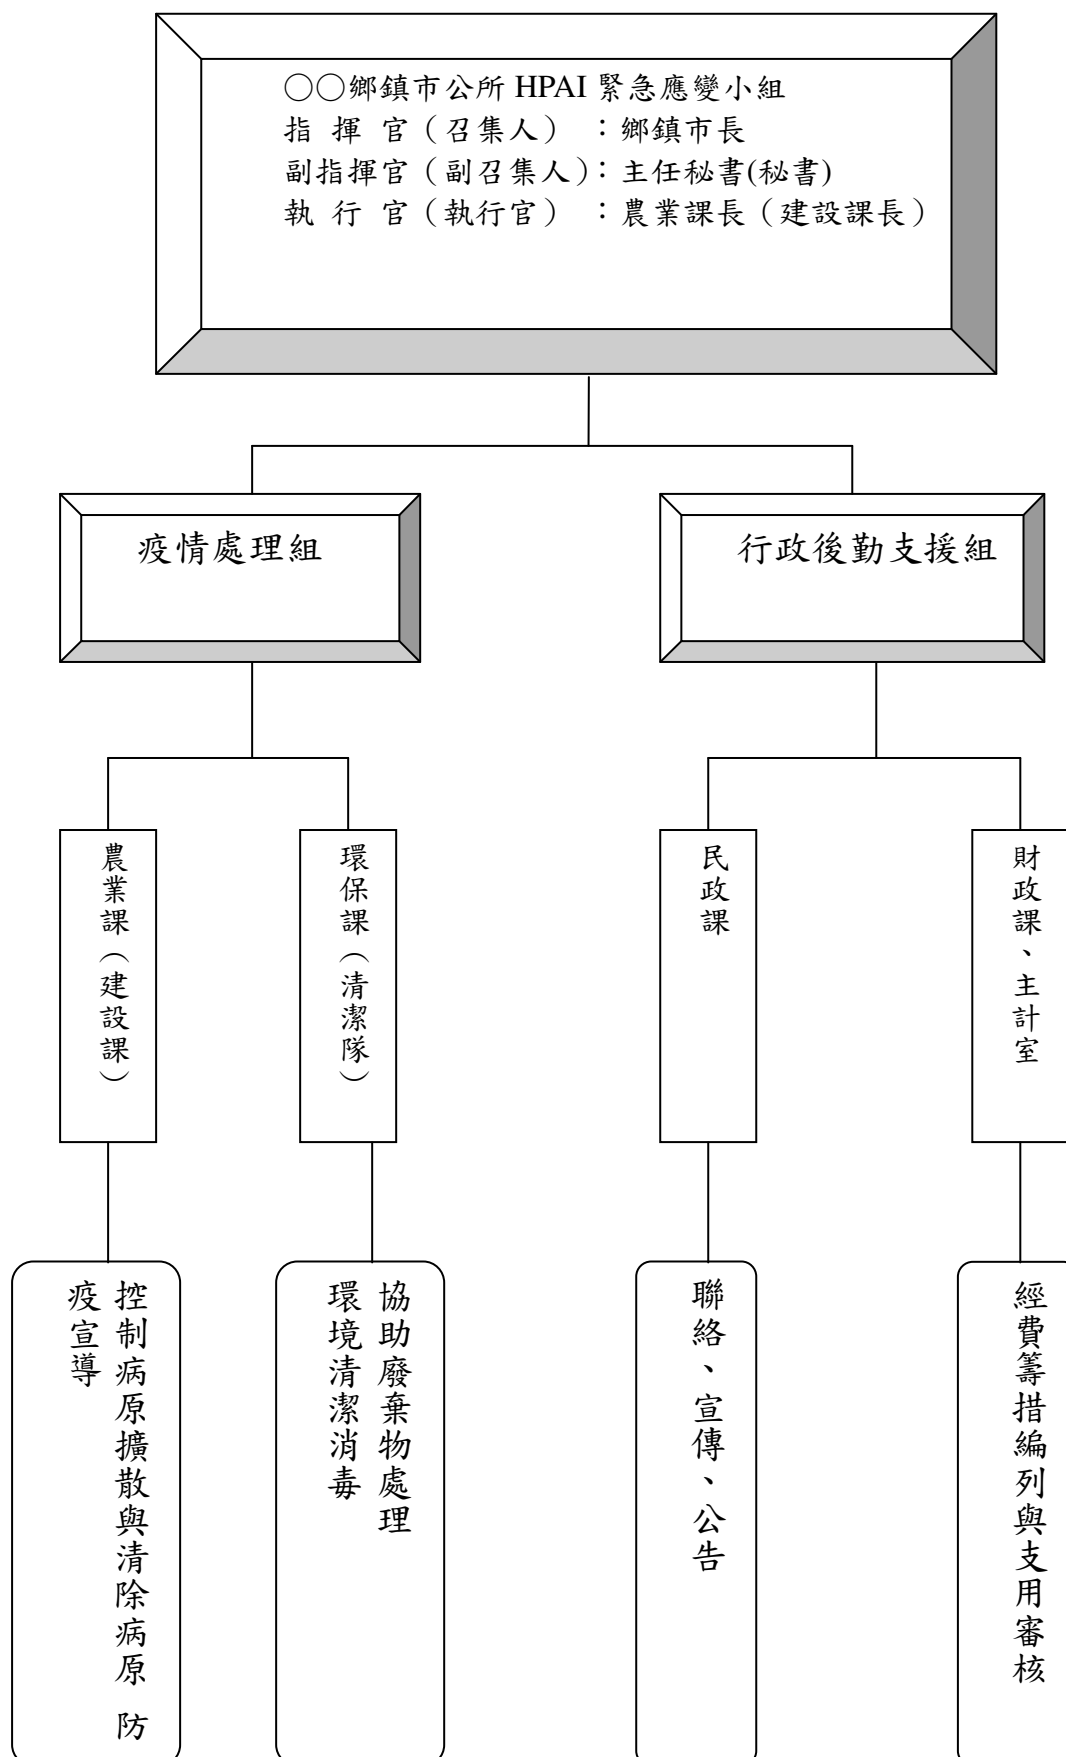 ○○鄉鎮市公所 HPAI 緊急應變小組
指 揮 官（召集人） ：鄉鎮市長
副指揮官（副召集人）：主任秘書(秘書)
執 行 官（執行官） ：農業課長（建設課長）
疫情處理組
行政後勤支援組
農業課（建設課）
環保課（清潔隊）
民政課
財政課、主計室
控制病原擴散與清除病原 防
疫宣導
協助廢棄物處理
環境清潔消毒
聯絡、宣傳、公告
經費籌措編列與支用審核